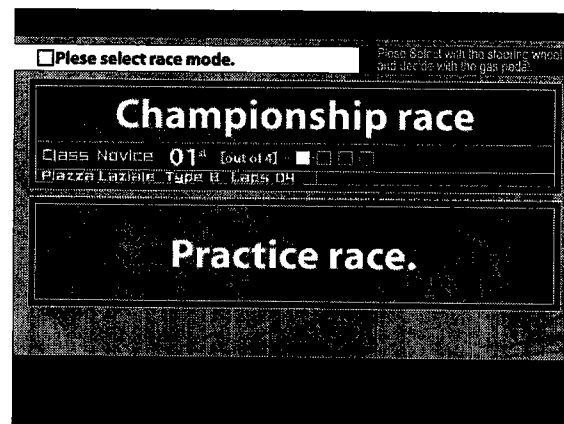 Plese select race mode.
Plese Select with the steering wheel
and decide with the gas pedal.
Championship race
Class Novice 01st [out of 4]
Piazza Laziale Type B Laps 04
Practice race.